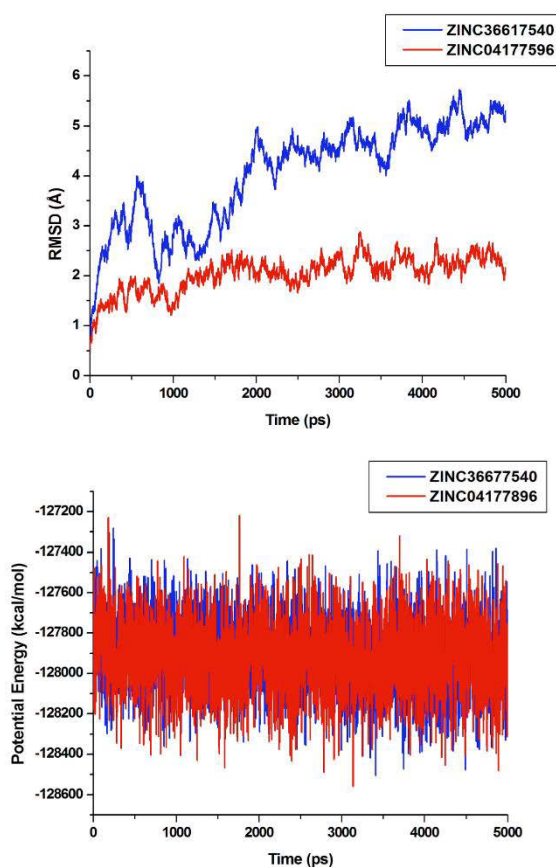 ZINC36617540
ZINC04177596
6
5
4
3
2
1
0
RMSD (Å)
0 1000 2000 3000 4000 5000
Time (ps)
ZINC36677540
ZINC04177896
-127200
-127400
-127600
-127800
-128000
-128200
-128400
-128600
Potential Energy (kcal/mol)
0 1000 2000 3000 4000 5000
Time (ps)